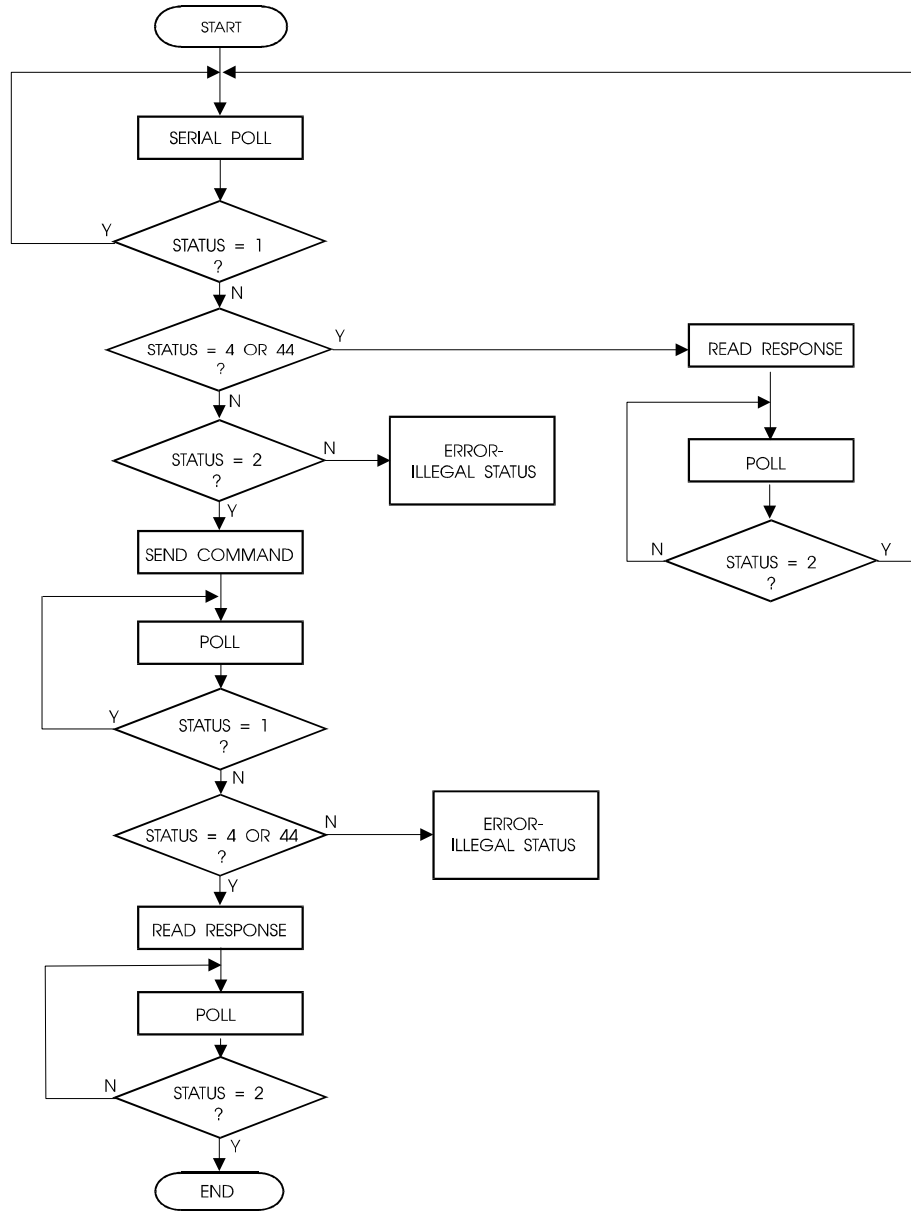 START
SERIAL POLL
Y
STATUS = 1
?
N
STATUS = 4 OR 44
?
Y
READ RESPONSE
N
STATUS = 2
?
N
ERROR-
ILLEGAL STATUS
Y
POLL
N
STATUS = 2
?
Y
SEND COMMAND
POLL
Y
STATUS = 1
?
N
STATUS = 4 OR 44
?
N
ERROR-
ILLEGAL STATUS
Y
READ RESPONSE
POLL
N
STATUS = 2
?
Y
END